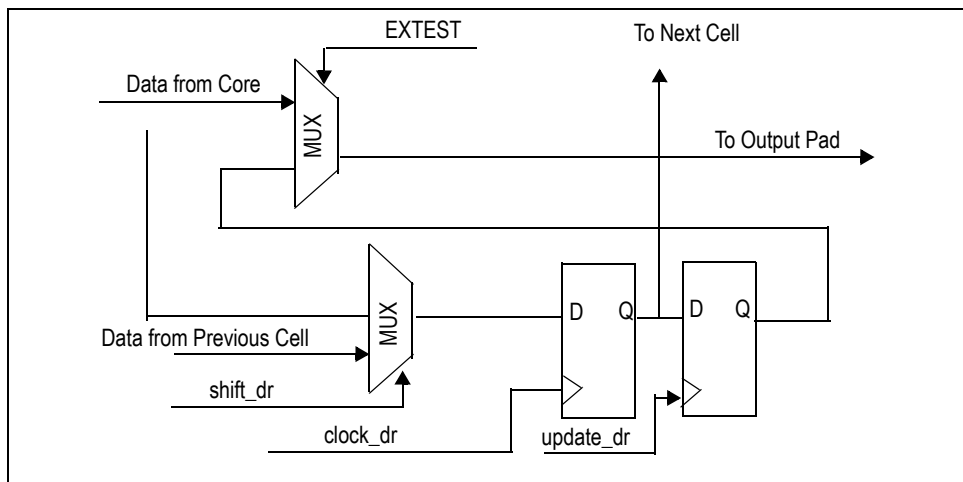 EXTEST
To Next Cell
Data from Core
MUX
To Output Pad
MUX
D Q
D Q
Data from Previous Cell
shift_dr
clock_dr
update_dr